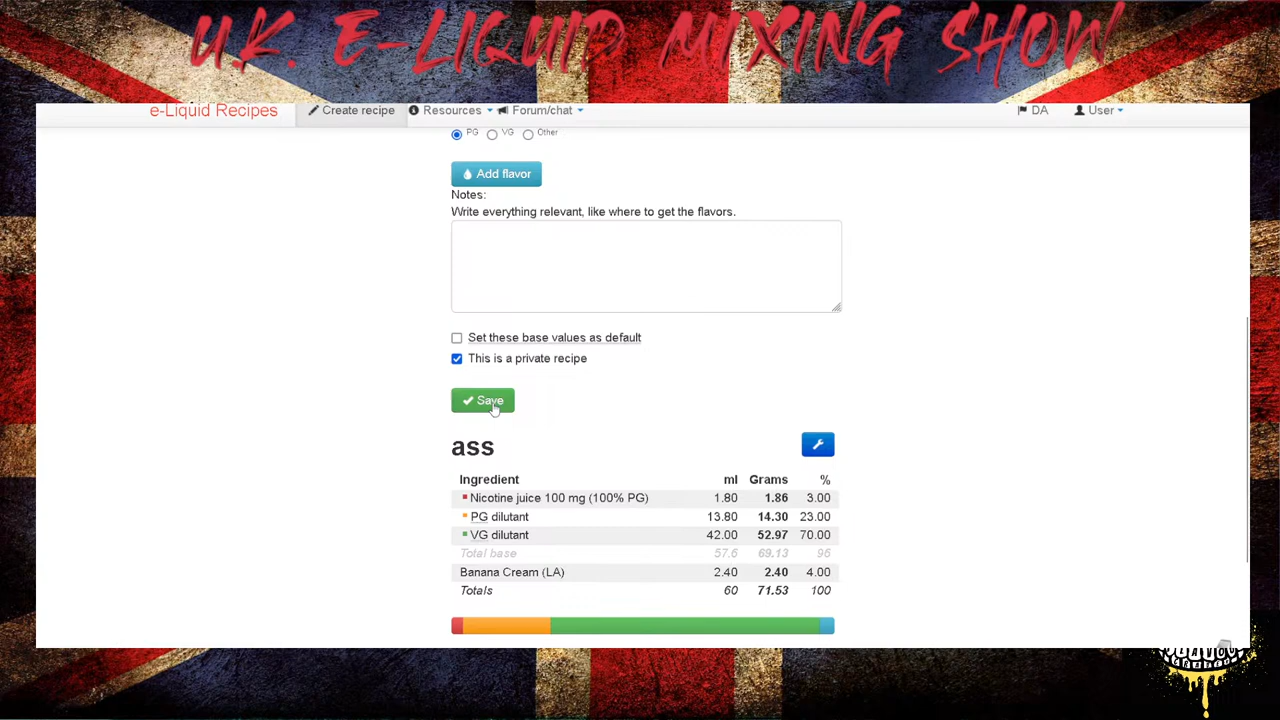 U.K. E-LIQUID MIXING SHOW
e-Liquid Recipes Create recipe Resources Forum/chat DA User
PG VG Other
Add flavor
Notes:
Write everything relevant, like where to get the flavors.
Set these base values as default
This is a private recipe
Save
ass
Ingredient ml Grams %
Nicotine juice 100 mg (100% PG) 1.80 1.86 3.00
PG dilutant 13.80 14.30 23.00
VG dilutant 42.00 52.97 70.00
Total base 57.6 69.13 96
Banana Cream (LA) 2.40 2.40 4.00
Totals 60 71.53 100